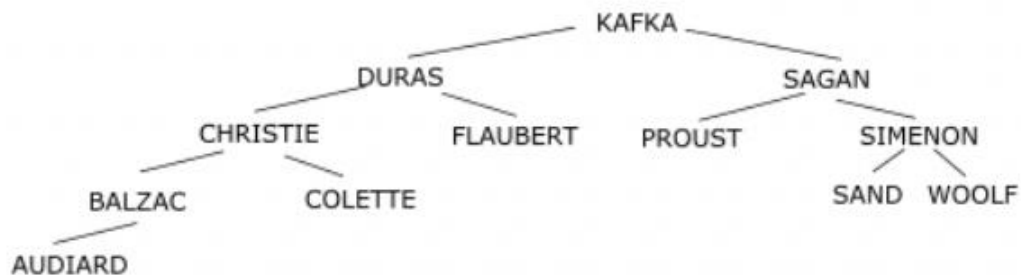 KAFKA
DURAS SAGAN
CHRISTIE FLAUBERT PROUST SIMENON
BALZAC COLETTE SAND WOOLF
AUDIARD